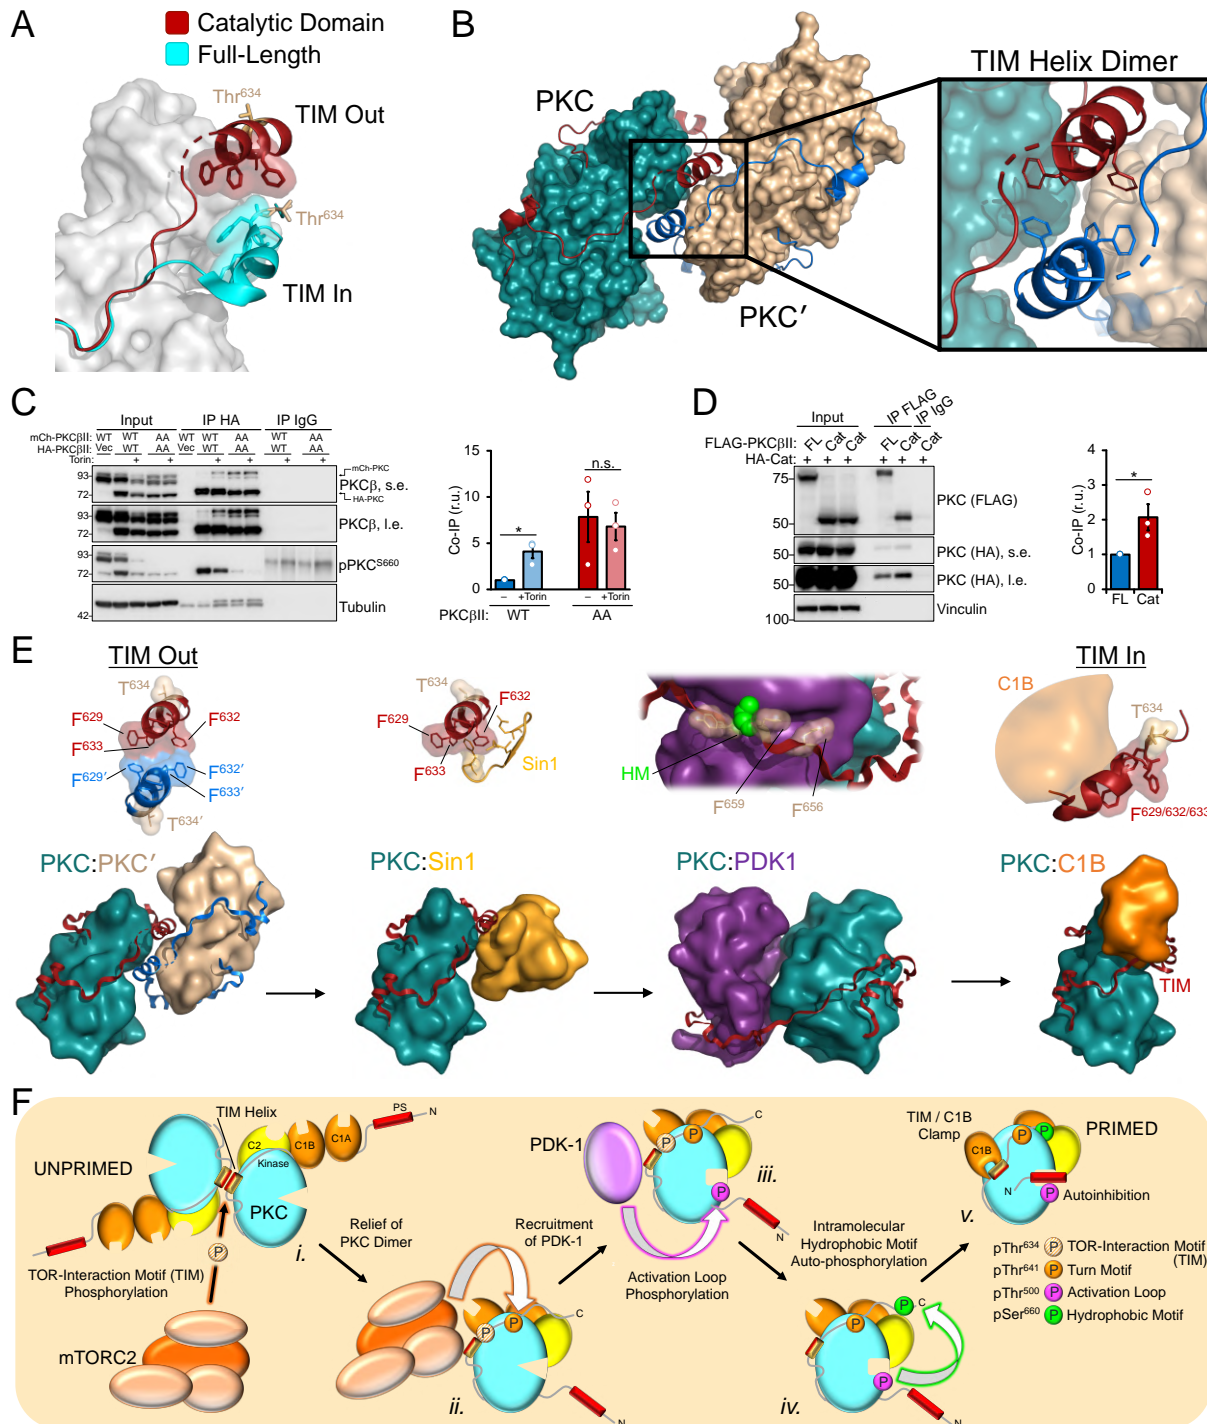 A
Catalytic Domain
Full-Length
Thr634
TIM Out
Thr634
TIM In
B
PKC
PKC′
TIM Helix Dimer
C
Input IP HA IP IgG
mCh-PKCβII: WT WT AA WT WT AA WT AA
HA-PKCβII: Vec WT AA Vec WT AA WT AA
Torin: + + + + + +
93
72
mCh-PKC
PKCβ, s.e.
HA-PKC
93
72
PKCβ, l.e.
93
72
pPKCS660
42
Tubulin
Co-IP (r.u.)
15
10
5
0
*
n.s.
– +Torin – +Torin
PKCβII: WT AA
D
Input IP FLAG IP IgG
FLAG-PKCβII: FL Cat Cat FL Cat Cat
HA-Cat: + + + + + +
75
50
PKC (FLAG)
50
PKC (HA), s.e.
50
PKC (HA), l.e.
100
Vinculin
Co-IP (r.u.)
4
3
2
1
0
*
FL Cat
E
TIM Out
T634
F629 F632
F633
F629′ F632′
F633′
T634′
PKC:PKC′
T634
F632
F629
F633
Sin1
PKC:Sin1
HM
F659 F656
PKC:PDK1
TIM In
C1B
T634
F629/632/633
PKC:C1B
TIM
F
UNPRIMED
TIM Helix
C2
C1B
C1A
PS
N
Kinase
PKC
i.
P
TOR-Interaction Motif (TIM)
Phosphorylation
mTORC2
Relief of
PKC Dimer
P
P
C
N
ii.
Recruitment
of PDK-1
PDK-1
P
P
C
P
N
iii.
Activation Loop
Phosphorylation
Intramolecular
Hydrophobic Motif
Auto-phosphorylation
P
P
P
C
P
N
iv.
TIM / C1B
Clamp
C1B
P
P
PRIMED
N
P
Autoinhibition
v.
pThr634 P TOR-Interaction Motif
(TIM)
pThr641 P Turn Motif
pThr500 P Activation Loop
pSer660 P Hydrophobic Motif